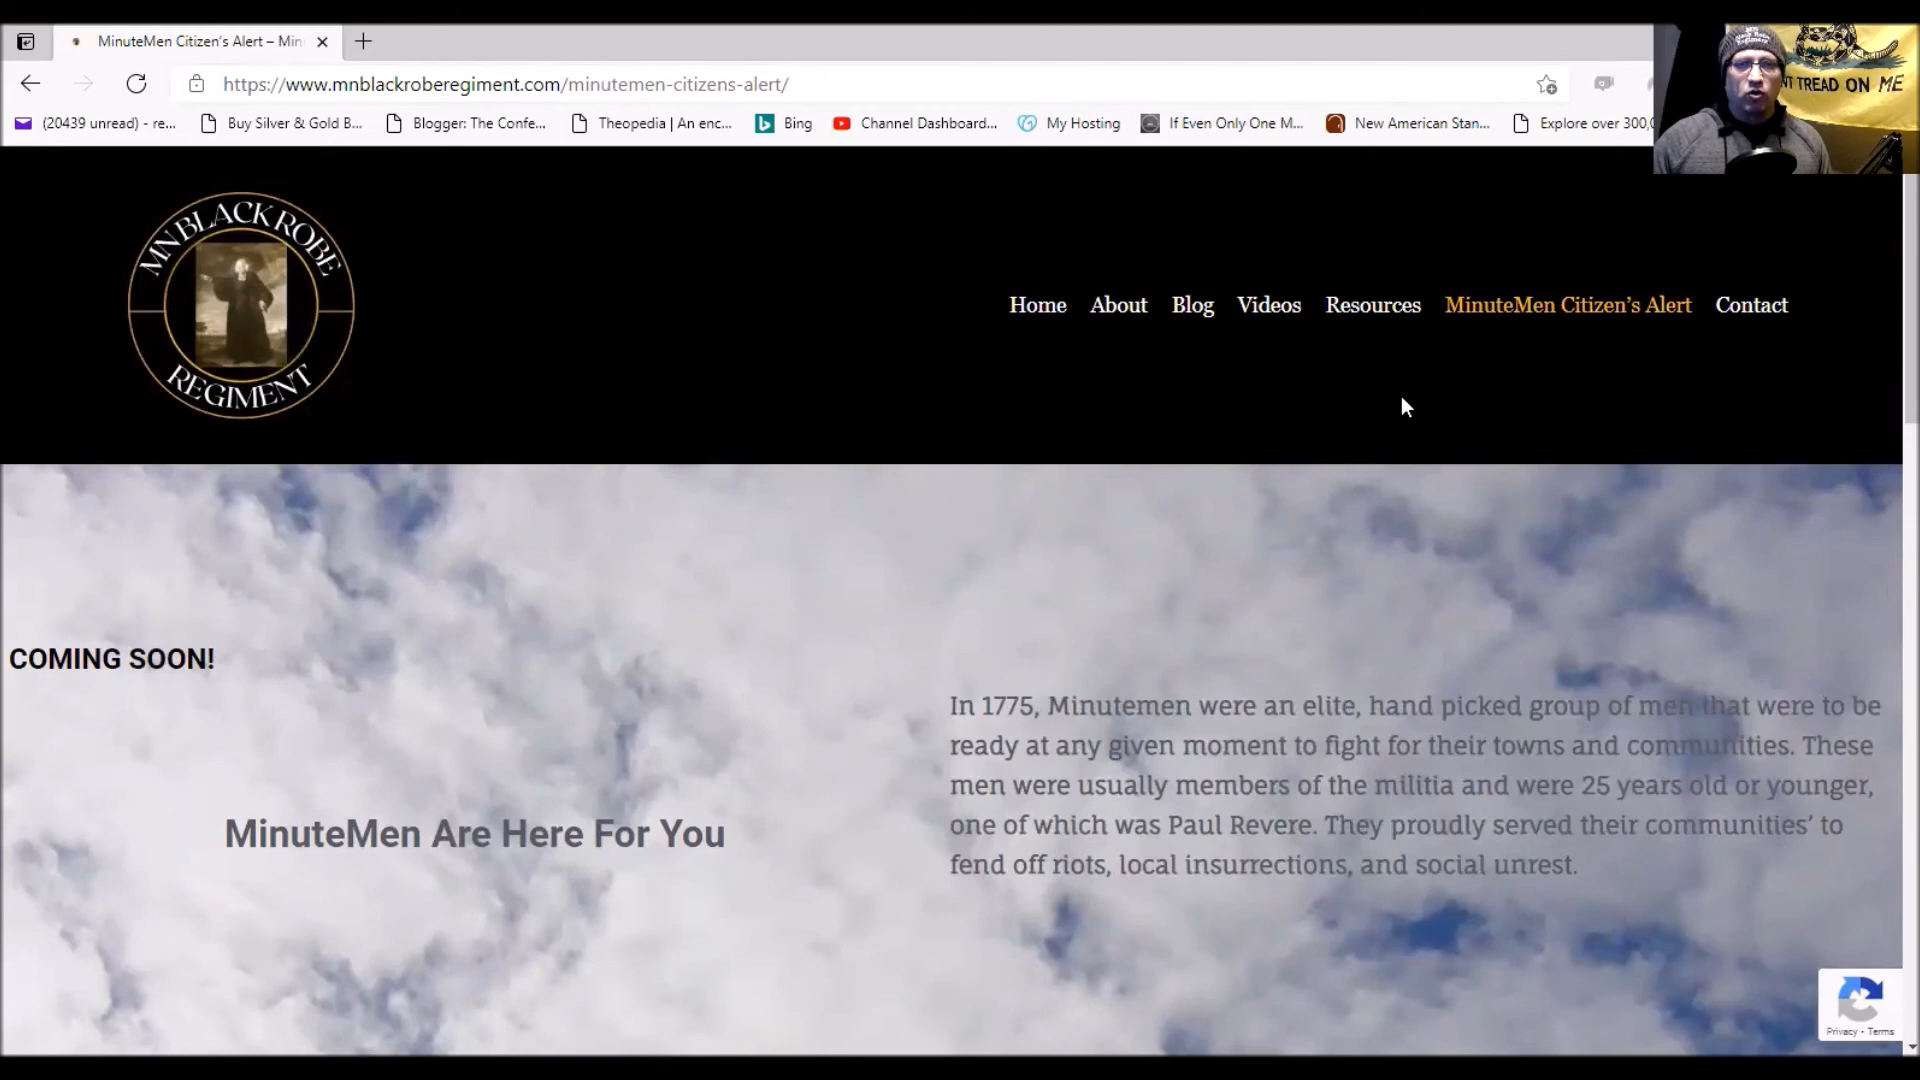 MinuteMen Citizen's Alert – Min
https://www.mnblackroberegiment.com/minutemen-citizens-alert/
(20439 unread) - re...
Buy Silver & Gold B...
Blogger: The Confe...
Theopedia | An enc...
Bing
Channel Dashboard...
My Hosting
If Even Only One M...
New American Stan...
Explore over 300,0
N'T TREAD ON ME
MN BLACK ROBE
REGIMENT
Home
About
Blog
Videos
Resources
MinuteMen Citizen’s Alert
Contact
COMING SOON!
MinuteMen Are Here For You
In 1775, Minutemen were an elite, hand picked group of men that were to be
ready at any given moment to fight for their towns and communities. These
men were usually members of the militia and were 25 years old or younger,
one of which was Paul Revere. They proudly served their communities’ to
fend off riots, local insurrections, and social unrest.
Privacy - Terms